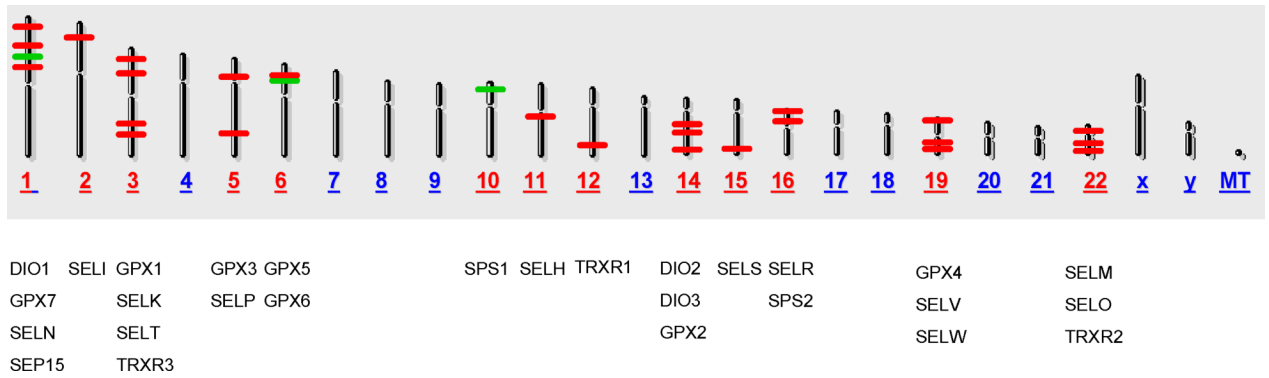 1 2 3 4 5 6 7 8 9 10 11 12 13 14 15 16 17 18 19 20 21 22 x y MT
DIO1 SELI GPX1 GPX3 GPX5 SPS1 SELH TRXR1 DIO2 SELS SELR GPX4 SELM
GPX7 SELK SELP GPX6 DIO3 SPS2 SELV SELO
SELN SELT GPX2 SELW TRXR2
SEP15 TRXR3